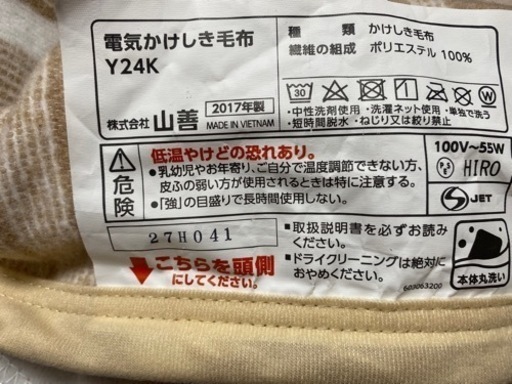 電気かけしき毛布
Y24K
株式会社 山善 2017年製
MADE IN VIETNAM
種 類 かけしき毛布
繊維の組成 ポリエステル 100%
30
・中性洗剤使用・洗濯ネット使用・単独で洗う
・短時間脱水・ねじり又は絞り禁止
危険
低温やけどの恐れあり。
●乳幼児やお年寄り、ご自分で温度調節できない方、
皮ふの弱い方が使用されるときは特に注意する。
●「強」の目盛りで長時間使用しない。
100V～55W
PSE HIRO
S JET
27H041
こちらを頭側
にしてください。
■取扱説明書を必ずお読み
ください。
■ドライクリーニングは絶対に
おやめください。
本体丸洗い
603063200